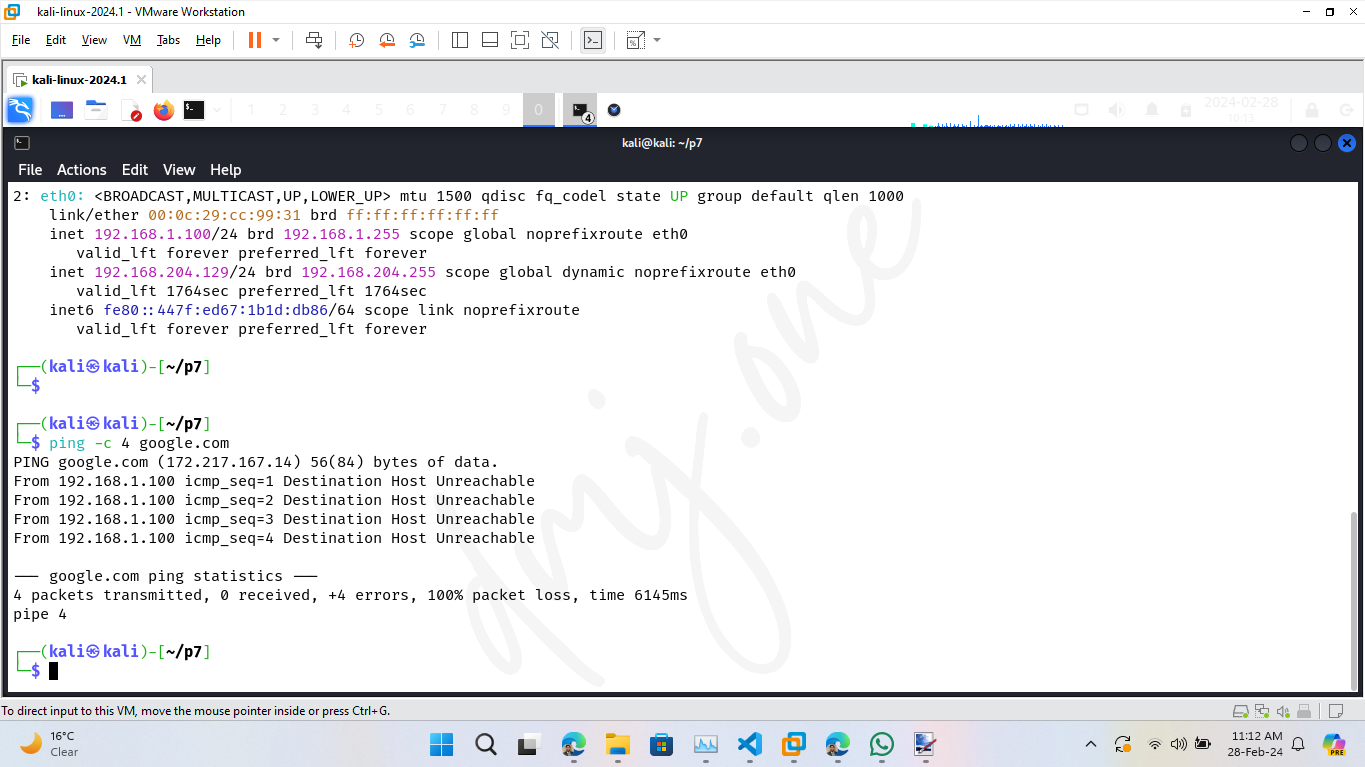 kali-linux-2024.1 - VMware Workstation
File Edit View VM Tabs Help
kali-linux-2024.1
1 2 3 4 5 6 7 8 9 0 4 2024-02-28
10:13
kali@kali: ~/p7
File Actions Edit View Help
2: eth0: <BROADCAST,MULTICAST,UP,LOWER_UP> mtu 1500 qdisc fq_codel state UP group default qlen 1000
link/ether 00:0c:29:cc:99:31 brd ff:ff:ff:ff:ff:ff
inet 192.168.1.100/24 brd 192.168.1.255 scope global noprefixroute eth0
valid_lft forever preferred_lft forever
inet 192.168.204.129/24 brd 192.168.204.255 scope global dynamic noprefixroute eth0
valid_lft 1764sec preferred_lft 1764sec
inet6 fe80::447f:ed67:1b1d:db86/64 scope link noprefixroute
valid_lft forever preferred_lft forever
┌──(kali㉿kali)-[~/p7]
└─$
┌──(kali㉿kali)-[~/p7]
└─$ ping -c 4 google.com
PING google.com (172.217.167.14) 56(84) bytes of data.
From 192.168.1.100 icmp_seq=1 Destination Host Unreachable
From 192.168.1.100 icmp_seq=2 Destination Host Unreachable
From 192.168.1.100 icmp_seq=3 Destination Host Unreachable
From 192.168.1.100 icmp_seq=4 Destination Host Unreachable
--- google.com ping statistics ---
4 packets transmitted, 0 received, +4 errors, 100% packet loss, time 6145ms
pipe 4
┌──(kali㉿kali)-[~/p7]
└─$
dmj.one
To direct input to this VM, move the mouse pointer inside or press Ctrl+G.
16°C
Clear
11:12 AM
28-Feb-24
PRE